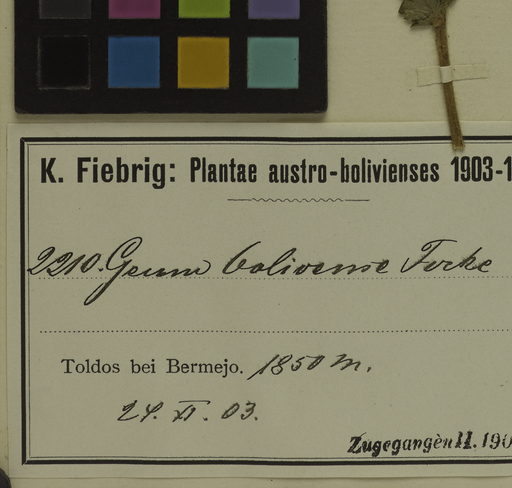 K. Fiebrig: Plantae austro-bolivienses 1903-1
2210. Geum boliviense Focke
Toldos bei Bermejo. 1850 m.
24. XI. 03.
Zugegangen II. 190